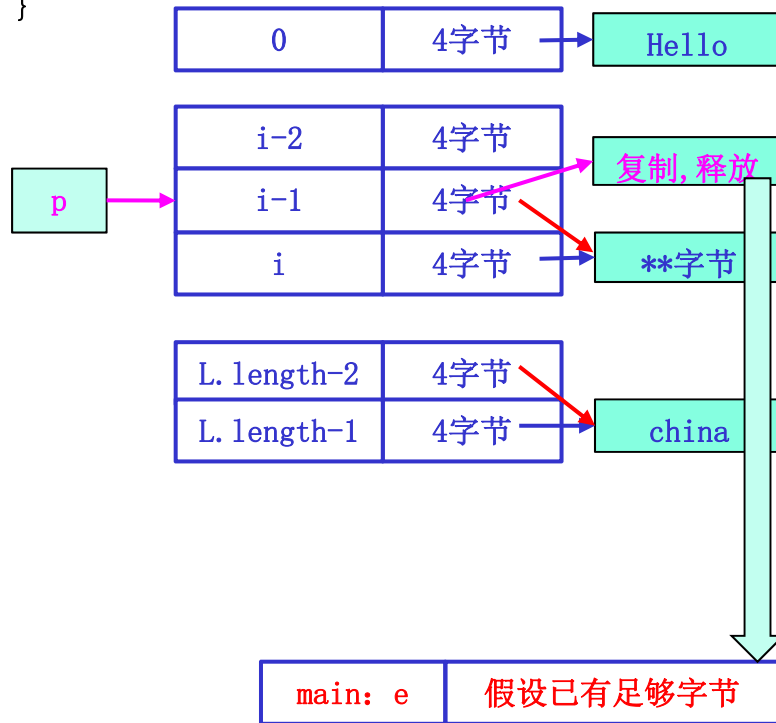 }
0 4字节 Hello
i-2 4字节
复制,释放
p i-1 4字节
i 4字节 **字节
L.length-2 4字节
L.length-1 4字节 china
main: e 假设已有足够字节